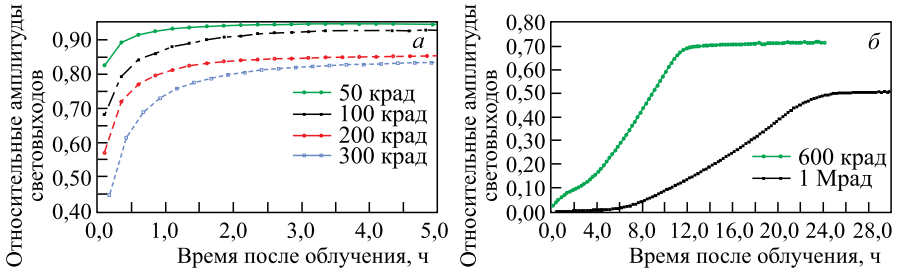 Относительные амплитуды
световыходов
0,90
0,80
0,70
0,60
0,50
0,40
0,0
1,0
2,0
3,0
4,0
5,0
Время после облучения, ч
а
50 крад
100 крад
200 крад
300 крад
Относительные амплитуды
световыходов
0,80
0,70
0,60
0,50
0,40
0,30
0,20
0,10
0,00
0,0
4,0
8,0
12,0
16,0
20,0
24,0
28,0
Время после облучения, ч
б
600 крад
1 Мрад